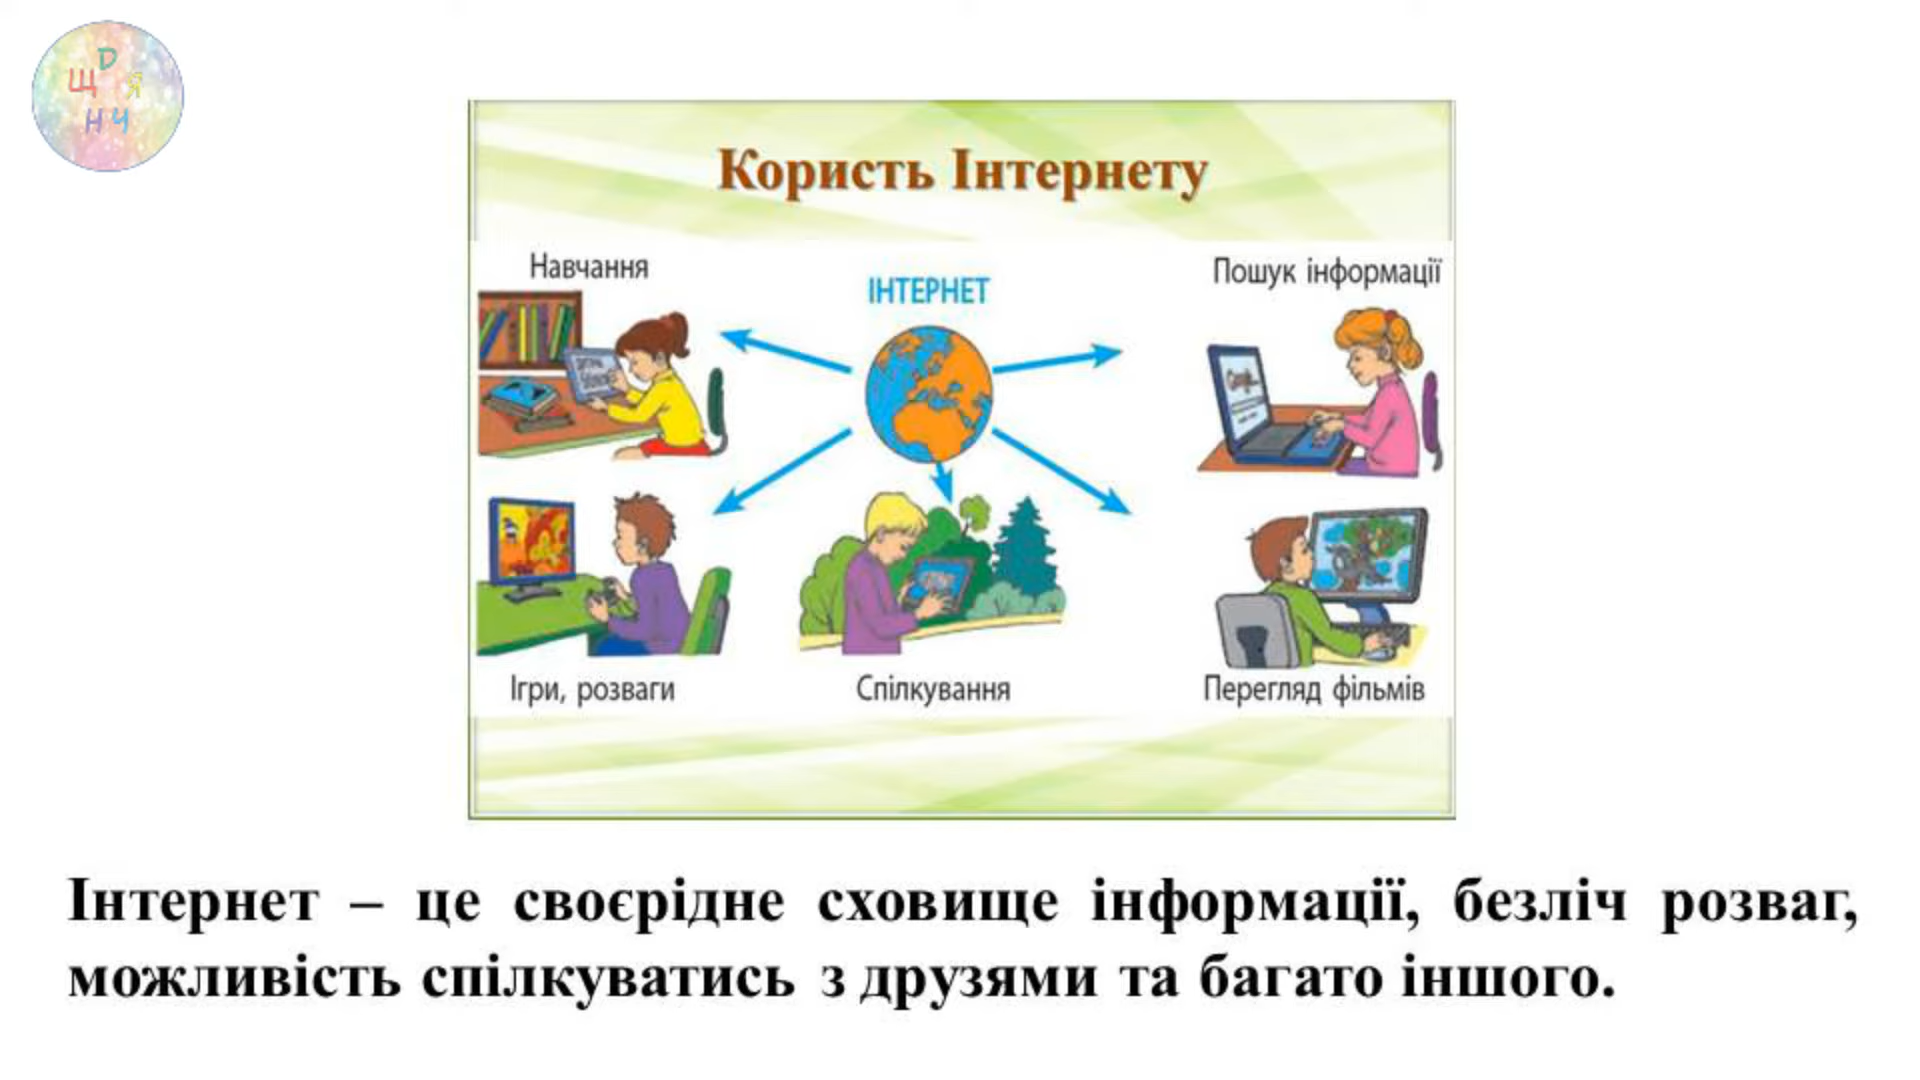 Д
Щ Я
Н Ч
Користь Інтернету
Навчання
ІНТЕРНЕТ
Пошук інформації
Google
Ігри, розваги
Спілкування
Перегляд фільмів
Інтернет – це своєрідне сховище інформації, безліч розваг,
можливість спілкуватись з друзями та багато іншого.